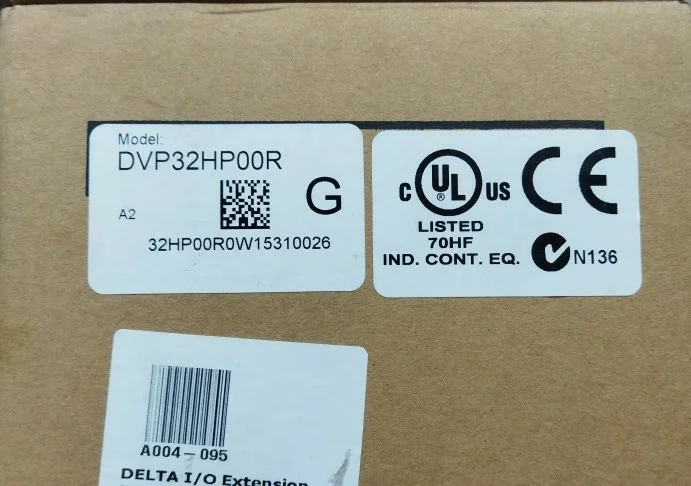 Model:
DVP32HP00R
G
A2
32HP00R0W15310026
C UL US CE
®
LISTED
70HF
IND. CONT. EQ.
N136
A004-095
DELTA I/O Extension